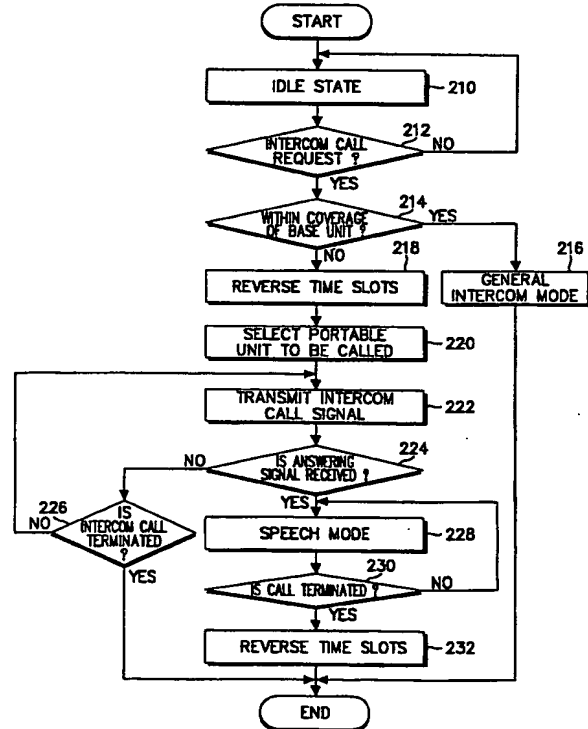 START
IDLE STATE
210
212
INTERCOM CALL
REQUEST ?
NO
YES
214
WITHIN COVERAGE
OF BASE UNIT ?
YES
NO
218
216
REVERSE TIME SLOTS
GENERAL
INTERCOM MODE
SELECT PORTABLE
UNIT TO BE CALLED
220
TRANSMIT INTERCOM
CALL SIGNAL
222
224
IS ANSWERING
SIGNAL RECEIVED ?
NO
YES
226
IS
INTERCOM CALL
TERMINATED
?
NO
YES
SPEECH MODE
228
230
IS CALL TERMINATED ?
NO
YES
REVERSE TIME SLOTS
232
END